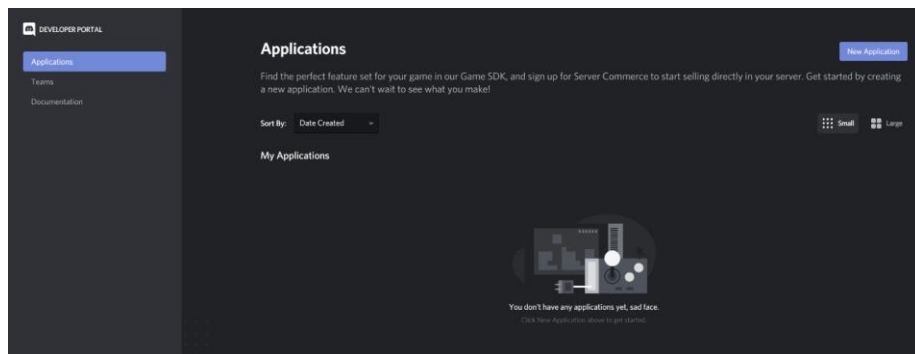 DEVELOPER PORTAL
Applications
Teams
Documentation
Applications
New Application
Find the perfect feature set for your game in our Game SDK, and sign up for Server Commerce to start selling directly in your server. Get started by creating
a new application. We can't wait to see what you make!
Sort By: Date Created
Small
Large
My Applications
You don't have any applications yet, sad face.
Click New Application above to get started.